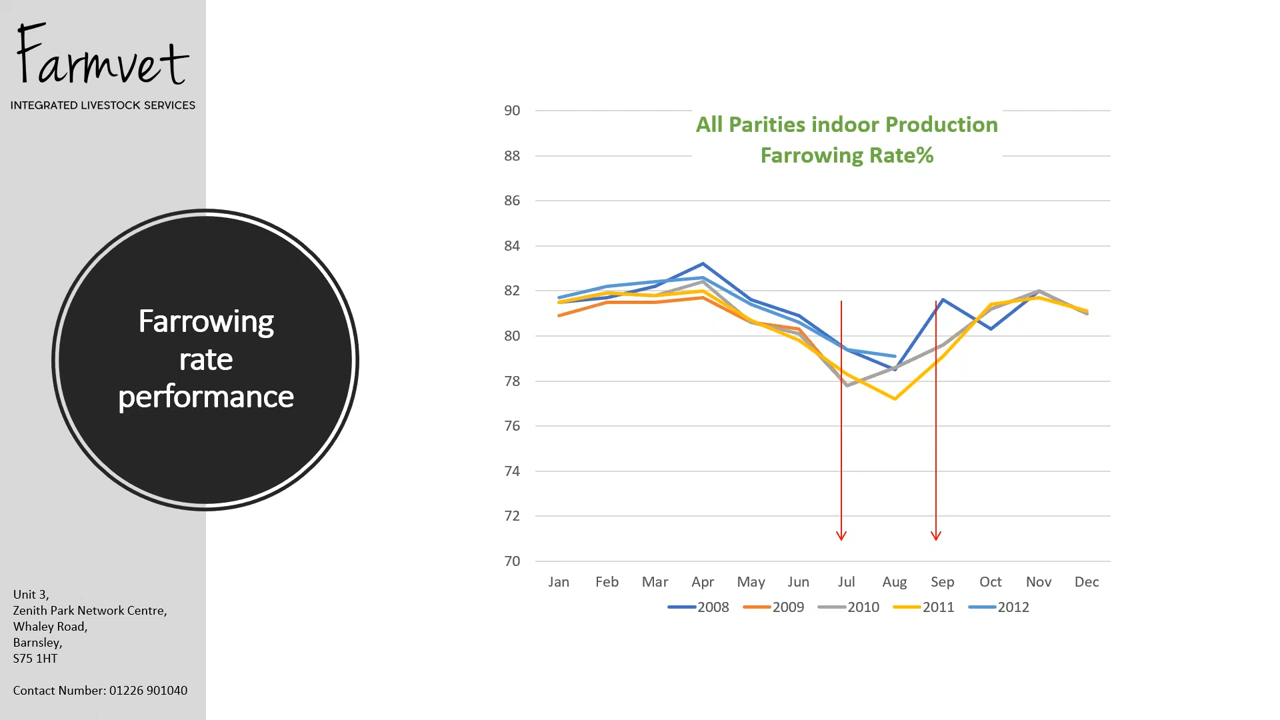 Farmvet
INTEGRATED LIVESTOCK SERVICES
Farrowing
rate
performance
Unit 3,
Zenith Park Network Centre,
Whaley Road,
Barnsley,
S75 1HT
Contact Number: 01226 901040
All Parities indoor Production
Farrowing Rate%
90
88
86
84
82
80
78
76
74
72
70
Jan Feb Mar Apr May Jun Jul Aug Sep Oct Nov Dec
2008 2009 2010 2011 2012